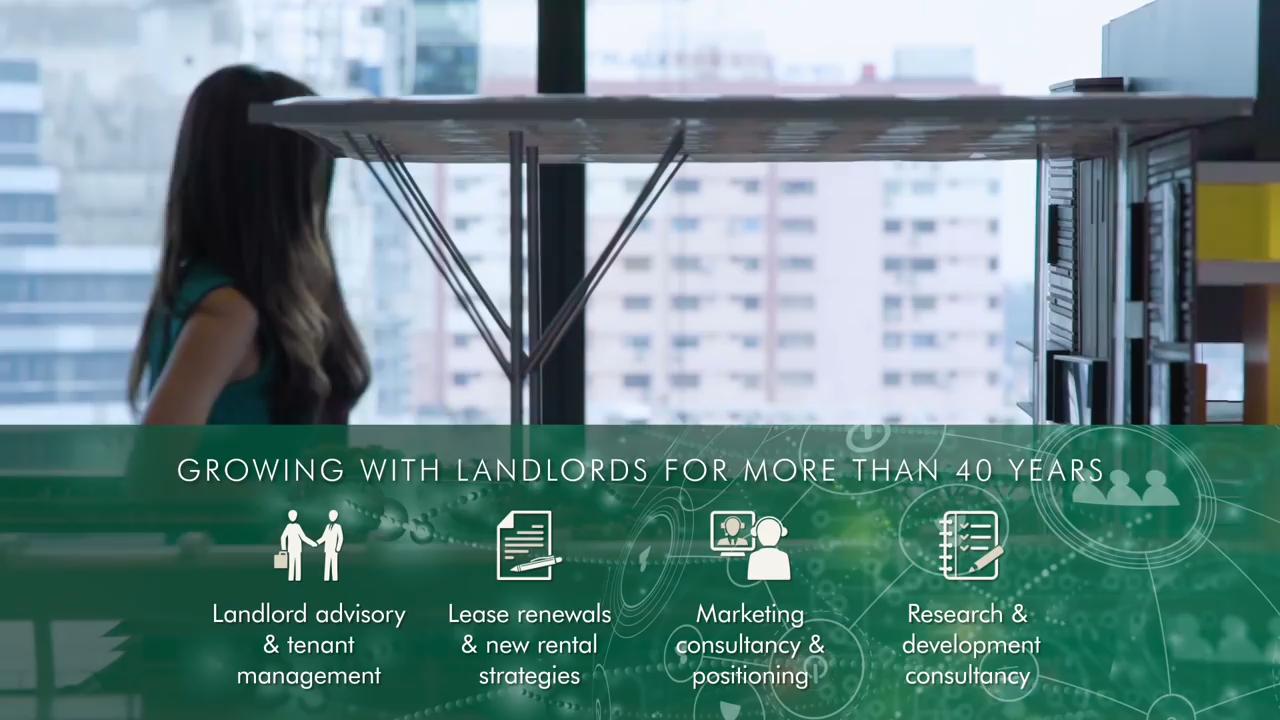 GROWING WITH LANDLORDS FOR MORE THAN 40 YEARS
Landlord advisory
& tenant
management
Lease renewals
& new rental
strategies
Marketing
consultancy &
positioning
Research &
development
consultancy